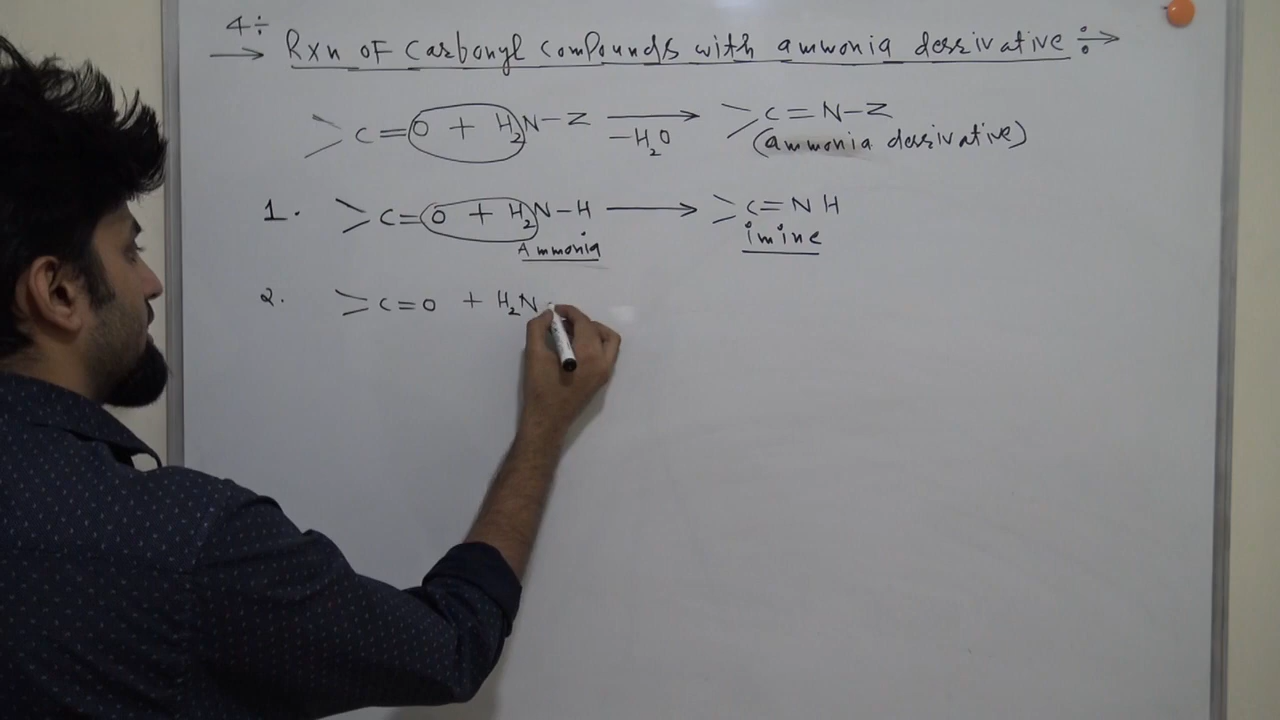 4÷
→ Rxn OF Carbonyl Compounds with ammonia derivative ÷→
>C=O + H₂N-Z → >C=N-Z
-H₂O
(ammonia derivative)
1. >C=O + H₂N-H → >C=NH
Ammonia imine
2. >C=O + H₂N